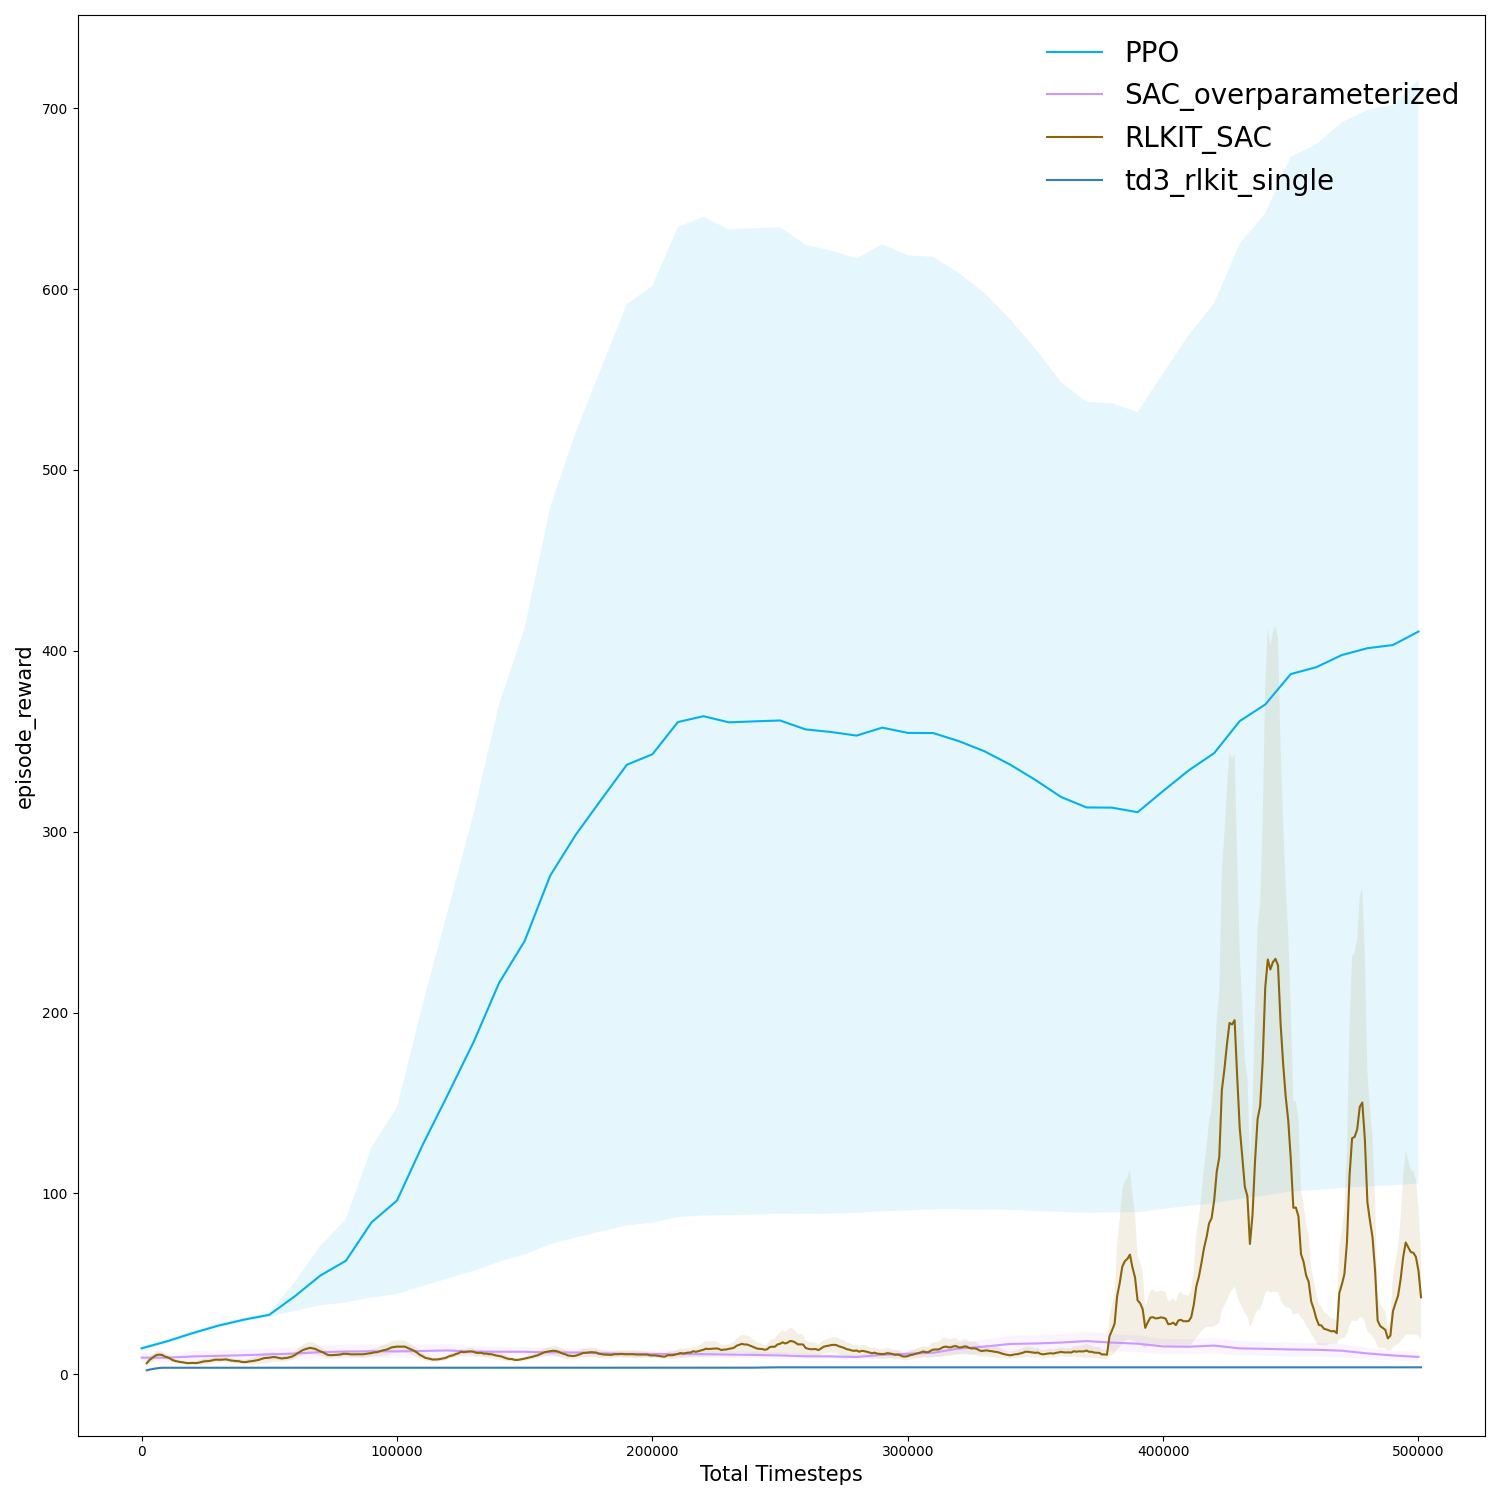 PPO
SAC_overparameterized
RLKIT_SAC
td3_rlkit_single
700
600
500
400
300
200
100
0
episode_reward
0 100000 200000 300000 400000 500000
Total Timesteps